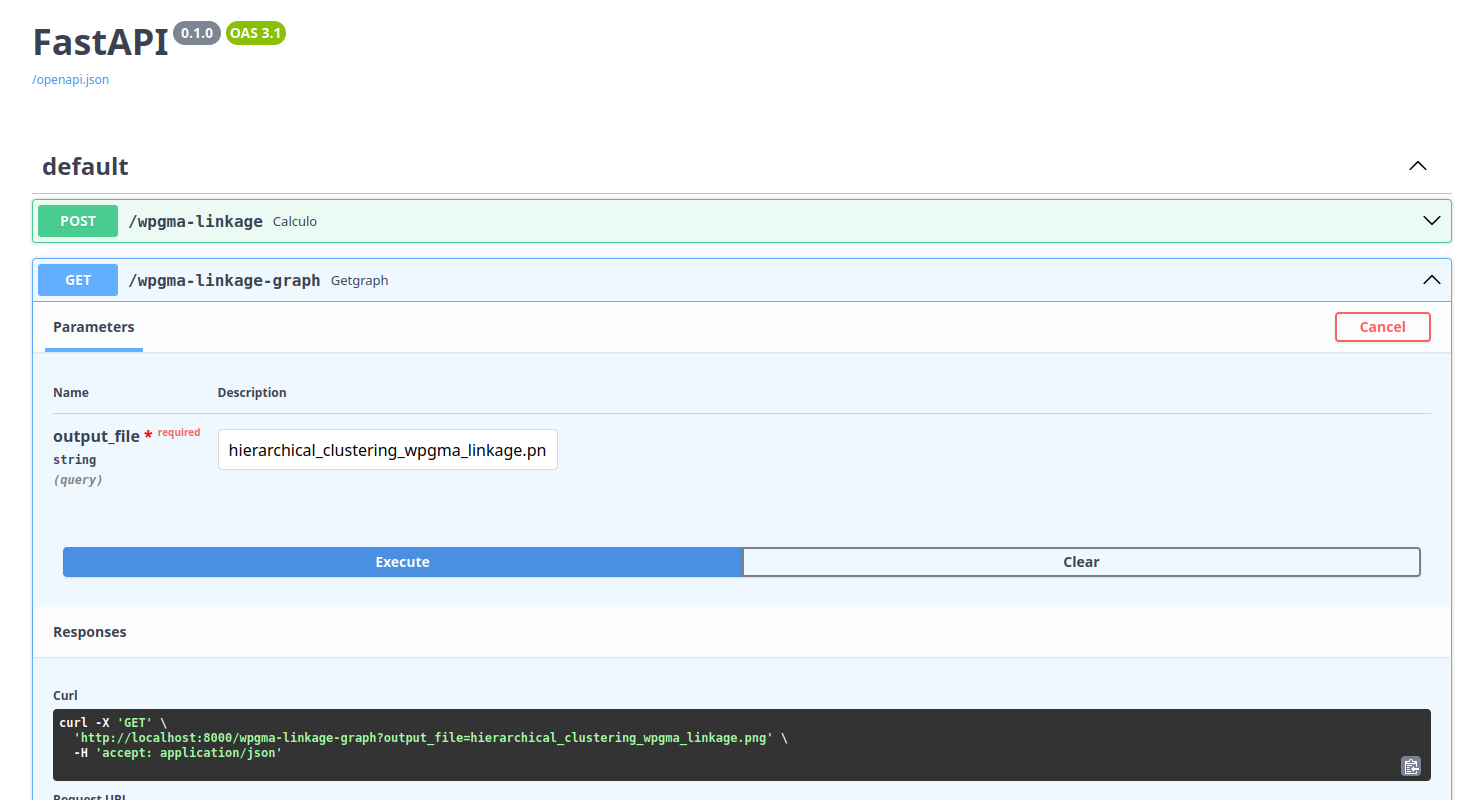 FastAPI 0.1.0 OAS 3.1
/openapi.json
default
POST /wpgma-linkage Calculo
GET /wpgma-linkage-graph Getgraph
Parameters Cancel
Name Description
output_file * required
string
(query)
hierarchical_clustering_wpgma_linkage.pn
Execute Clear
Responses
Curl
curl -X 'GET' \
'http://localhost:8000/wpgma-linkage-graph?output_file=hierarchical_clustering_wpgma_linkage.png' \
-H 'accept: application/json'
Request URL